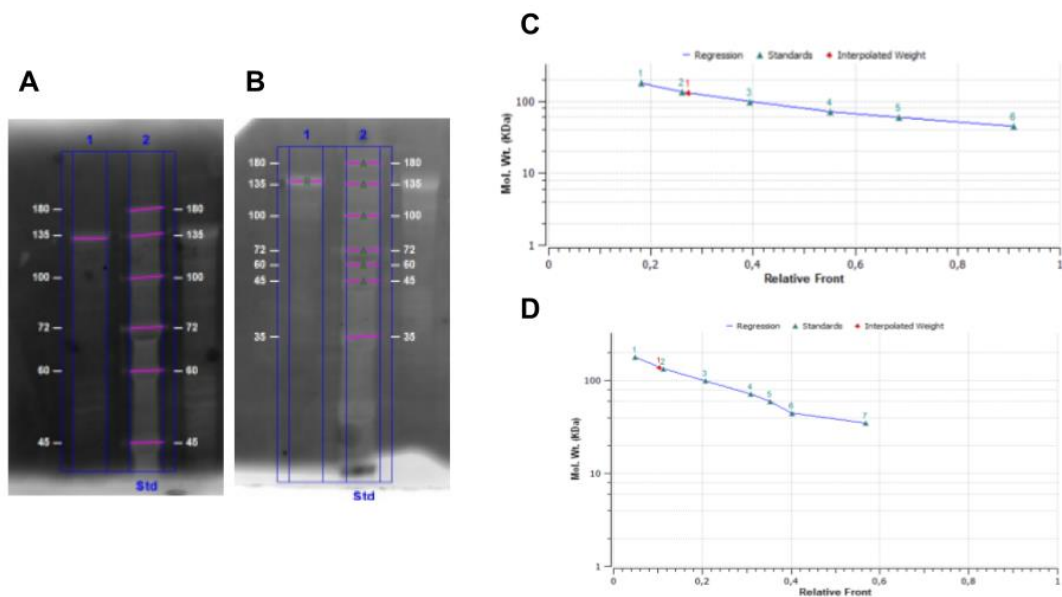 A
1 2
180 180
135 135
100 100
72 72
60 60
45 45
Std
B
1 2
180 180
135 135
100 100
72 72
60 60
45 45
35 35
Std
C
Regression Standards Interpolated Weight
Mol. Wt. (KDa)
100
10
1
1 2 1 3 4 5 6
0 0,2 0,4 0,6 0,8 1
Relative Front
D
Regression Standards Interpolated Weight
Mol. Wt. (KDa)
100
10
1
1 1 2 3 4 5 6 7
0 0,2 0,4 0,6 0,8 1
Relative Front